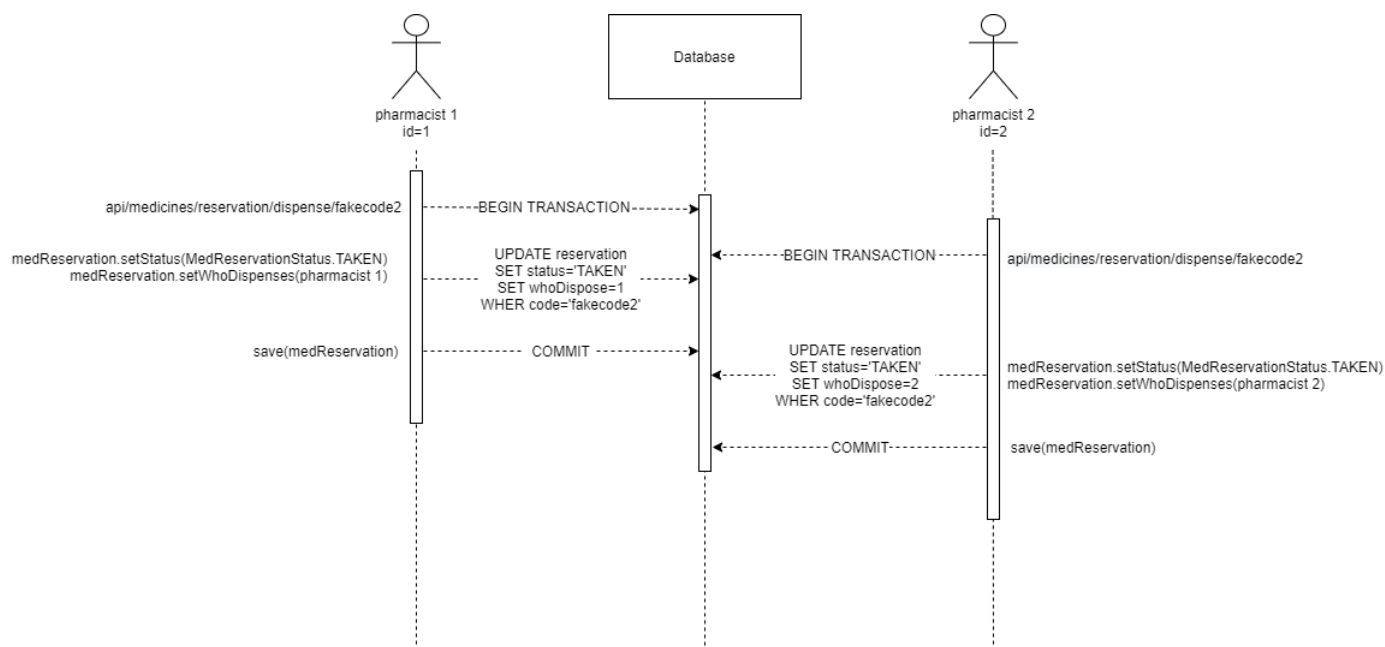 pharmacist 1
id=1
Database
pharmacist 2
id=2
api/medicines/reservation/dispense/fakecode2
BEGIN TRANSACTION
BEGIN TRANSACTION
api/medicines/reservation/dispense/fakecode2
medReservation.setStatus(MedReservationStatus.TAKEN)
medReservation.setWhoDispenses(pharmacist 1)
UPDATE reservation
SET status='TAKEN'
SET whoDispose=1
WHER code='fakecode2'
save(medReservation)
COMMIT
UPDATE reservation
SET status='TAKEN'
SET whoDispose=2
WHER code='fakecode2'
medReservation.setStatus(MedReservationStatus.TAKEN)
medReservation.setWhoDispenses(pharmacist 2)
COMMIT
save(medReservation)